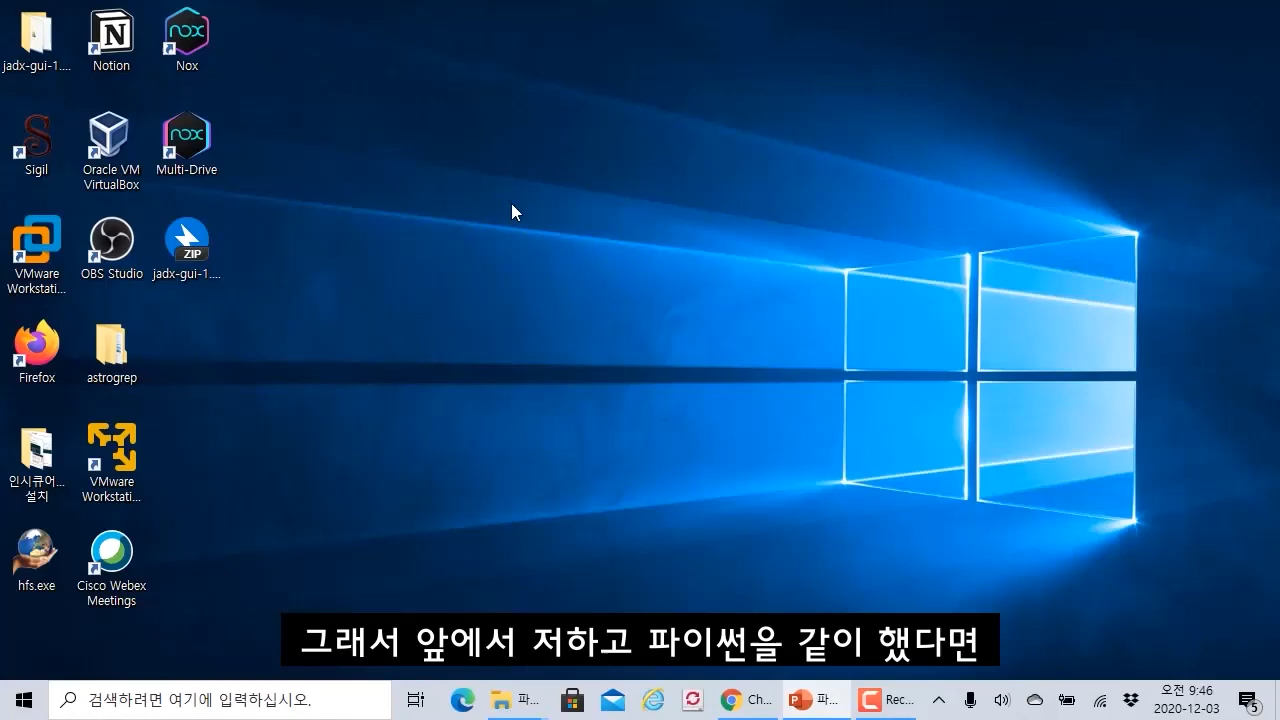 jadx-gui-1....
Notion
nox
Nox
Sigil
Oracle VM
VirtualBox
nox
Multi-Drive
VMware
Workstati...
OBS Studio
ZIP
jadx-gui-1....
Firefox
astrogrep
인시큐어...
설치
VMware
Workstati...
hfs.exe
Cisco Webex
Meetings
그래서 앞에서 저하고 파이썬을 같이 했다면
검색하려면 여기에 입력하십시오.
파...
Ch...
파...
Rec...
오전 9:46
2020-12-03
5